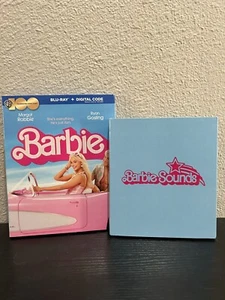 100
BLU-RAY + DIGITAL CODE
Margot
Robbie
Ryan
Gosling
Barbie
Barbie Sounds